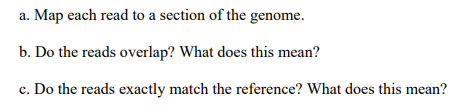 a. Map each read to a section of the genome.
b. Do the reads overlap? What does this mean?
c. Do the reads exactly match the reference? What does this mean?